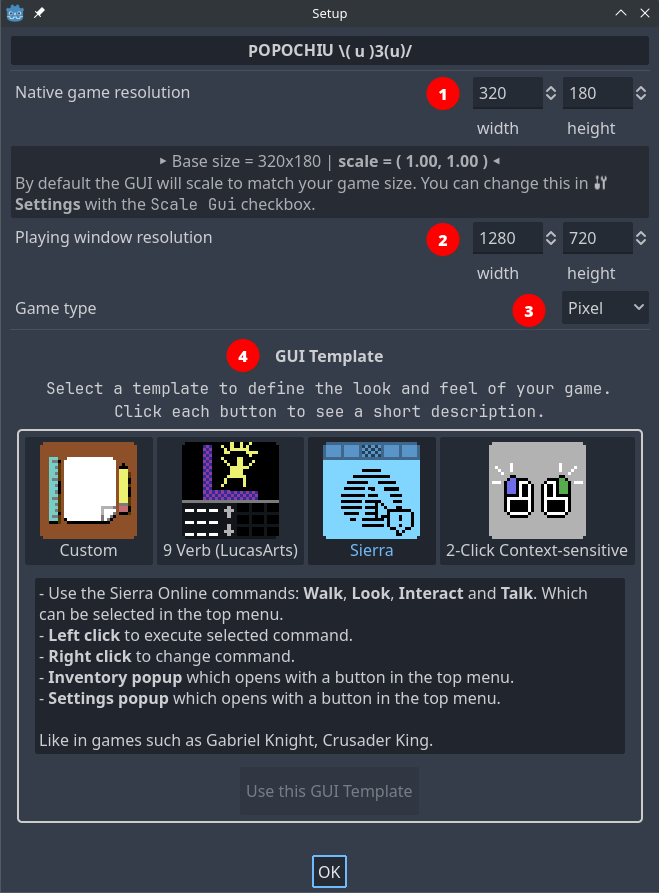 Setup
POPOCHIU \( u )3(u)/
Native game resolution
1
320
180
width
height
▸ Base size = 320x180 | scale = ( 1.00, 1.00 ) ◂
By default the GUI will scale to match your game size. You can change this in
Settings with the Scale Gui checkbox.
Playing window resolution
2
1280
720
width
height
Game type
3
Pixel
4
GUI Template
Select a template to define the look and feel of your game.
Click each button to see a short description.
Custom
9 Verb (LucasArts)
Sierra
2-Click Context-sensitive
- Use the Sierra Online commands: Walk, Look, Interact and Talk. Which
can be selected in the top menu.
- Left click to execute selected command.
- Right click to change command.
- Inventory popup which opens with a button in the top menu.
- Settings popup which opens with a button in the top menu.
Like in games such as Gabriel Knight, Crusader King.
Use this GUI Template
OK